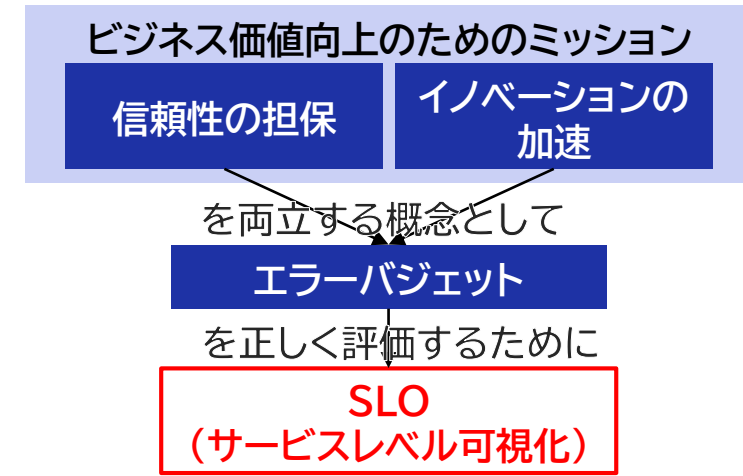 ビジネス価値向上のためのミッション
信頼性の担保
イノベーションの
加速
を両立する概念として
エラーバジェット
を正しく評価するために
SLO
（サービスレベル可視化）